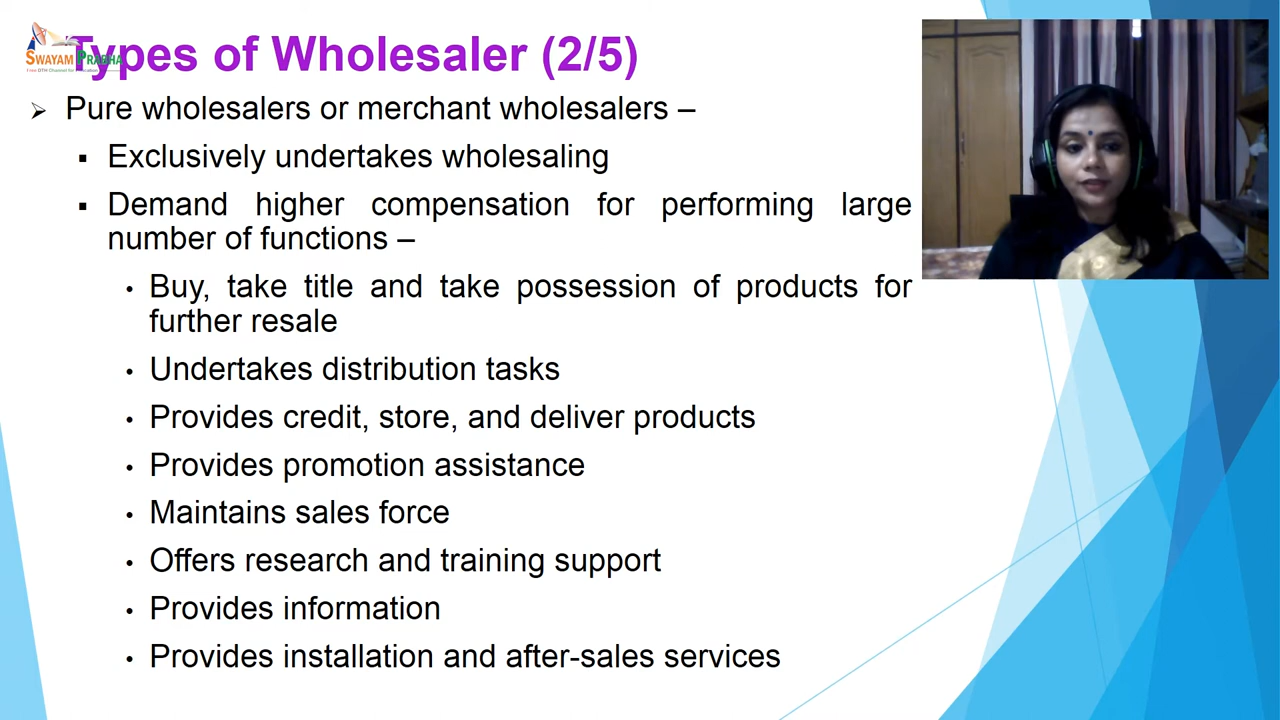 Types of Wholesaler (2/5)
SWAYAM PRABHA
➢ Pure wholesalers or merchant wholesalers –
▪ Exclusively undertakes wholesaling
▪ Demand higher compensation for performing large
number of functions –
• Buy, take title and take possession of products for
further resale
• Undertakes distribution tasks
• Provides credit, store, and deliver products
• Provides promotion assistance
• Maintains sales force
• Offers research and training support
• Provides information
• Provides installation and after-sales services